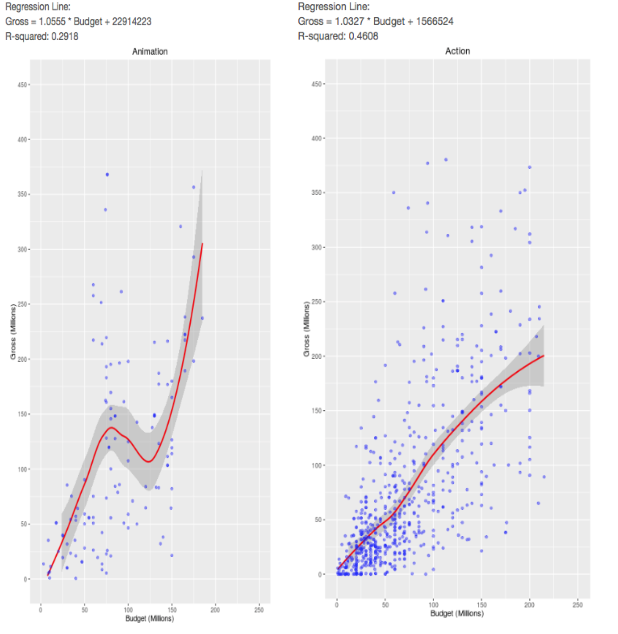 Regression Line:
Gross = 1.0555 * Budget + 22914223
R-squared: 0.2918
Animation
450
400
350
300
250
200
150
100
50
0
Gross (Millions)
0 50 100 150 200 250
Budget (Millions)
Regression Line:
Gross = 1.0327 * Budget + 1566524
R-squared: 0.4608
Action
450
400
350
300
250
200
150
100
50
0
Gross (Millions)
0 50 100 150 200 250
Budget (Millions)